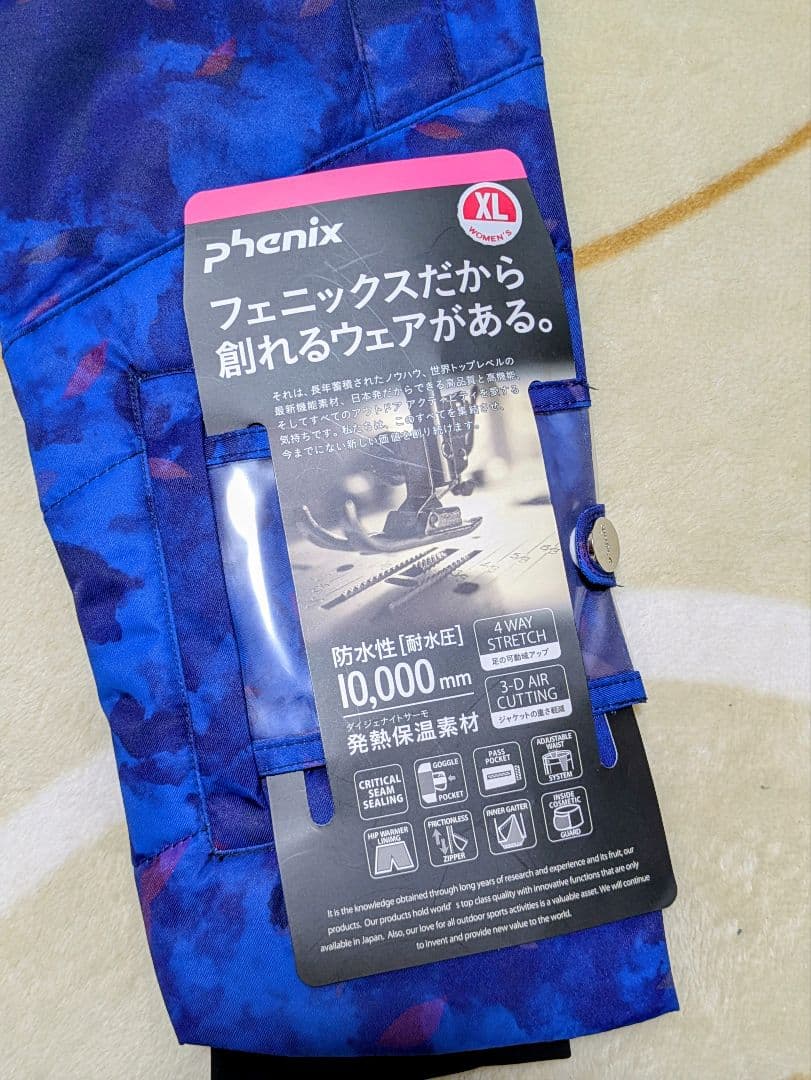 phenix
XL
WOMEN'S
フェニックスだから
創れるウェアがある。
それは、長年蓄積されたノウハウ、世界トップレベルの
最新機能素材、日本発だからできる高品質と高機能、
そしてすべてのアウトドアアクティビティを愛する
気持ちです。私たちは、このすべてを集結させ、
今までにない新しい価値を創り続けます。
防水性[耐水圧]
10,000mm
ダイジェナイトサーモ
発熱保温素材
4 WAY
STRETCH
足の可動域アップ
3-D AIR
CUTTING
ジャケットの重さ軽減
CRITICAL
SEAM
SEALING
GOGGLE
POCKET
PASS
POCKET
ADJUSTABLE
WAIST
SYSTEM
HIP WARMER
LINING
FRICTIONLESS
ZIPPER
INNER GAITER
INSIDE
COSMETIC
GUARD
It is the knowledge obtained through long years of research and experience and its fruit, our
products. Our products hold world's top class quality with innovative functions that are only
available in Japan. Also, our love for all outdoor sports activities is a valuable asset. We will continue
to invent and provide new value to the world.